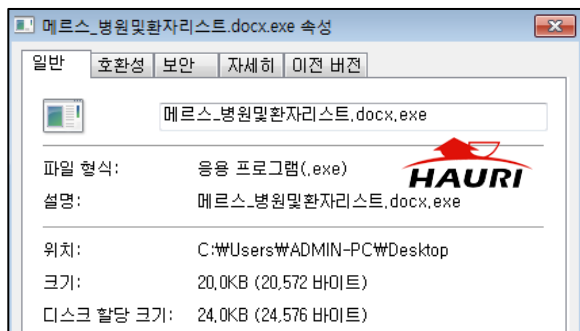 메르스_병원및환자리스트.docx.exe 속성
일반 호환성 보안 자세히 이전 버전
메르스_병원및환자리스트.docx.exe
파일 형식: 응용 프로그램(.exe)
HAURI
설명: 메르스_병원및환자리스트.docx.exe
위치: C:₩Users₩ADMIN-PC₩Desktop
크기: 20.0KB (20,572 바이트)
디스크 할당 크기: 24.0KB (24,576 바이트)